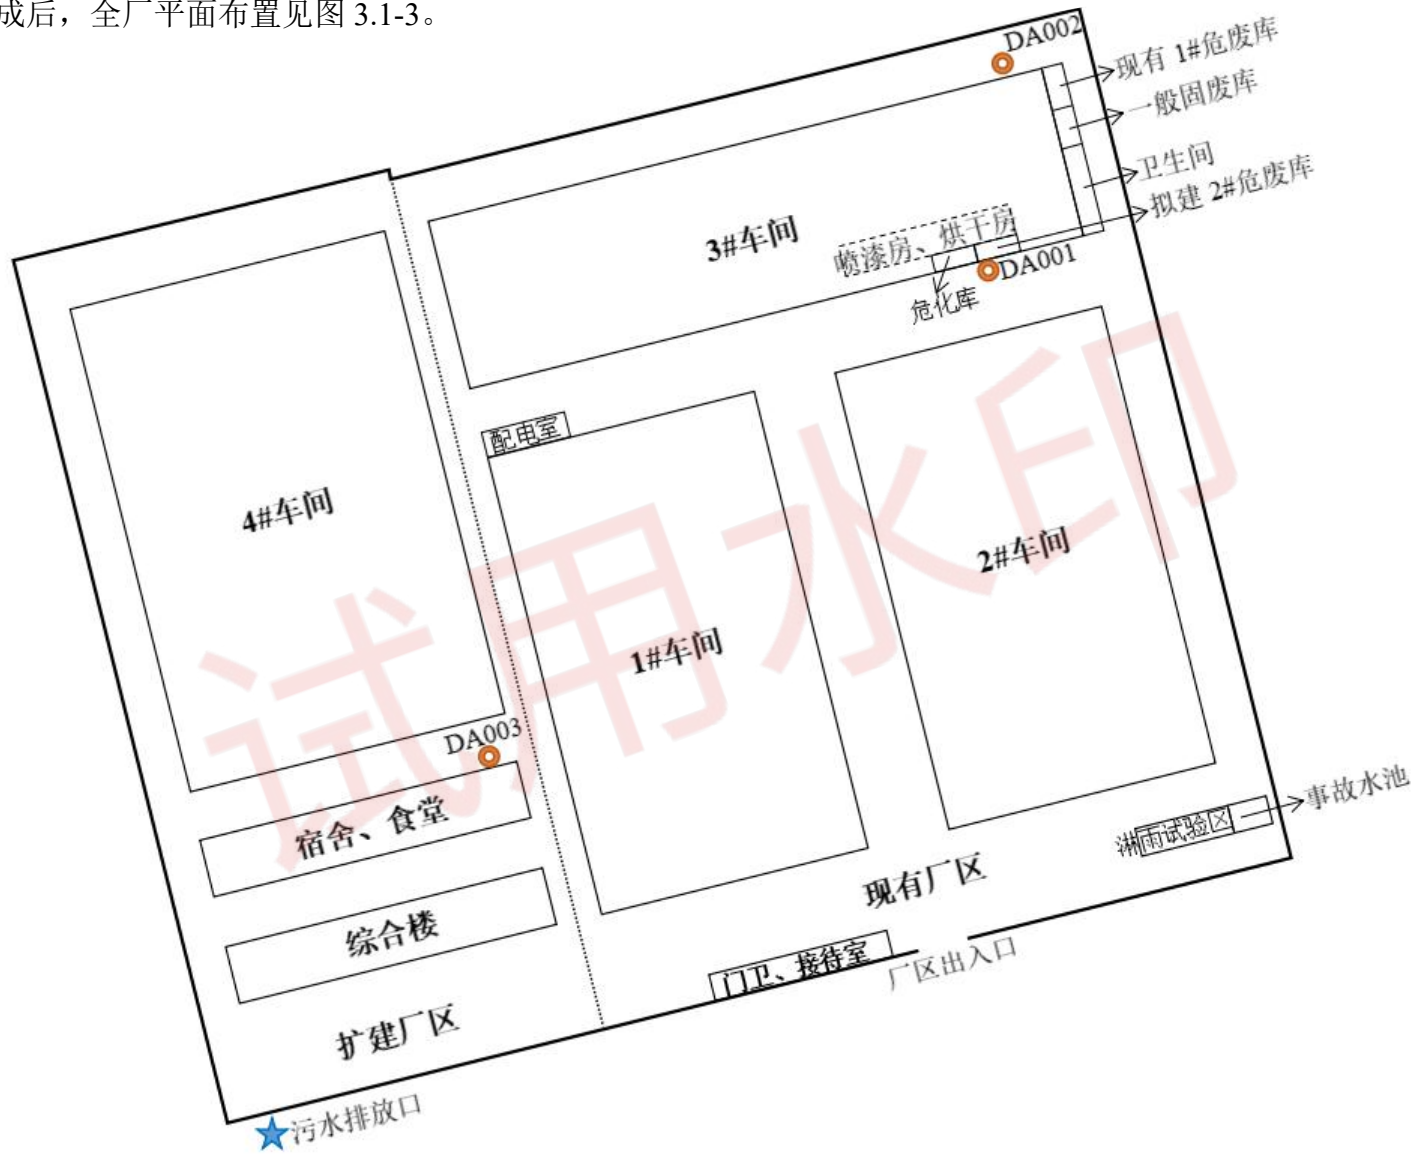 成后，全厂平面布置见图 3.1-3。
DA002
现有 1#危废库
一般固废库
卫生间
拟建 2#危废库
3#车间
喷漆房、烘干房
DA001
危化库
配电室
4#车间
2#车间
1#车间
DA003
事故水池
宿舍、食堂
淋雨试验区
现有厂区
综合楼
门卫、接待室
厂区出入口
扩建厂区
污水排放口
试用水印